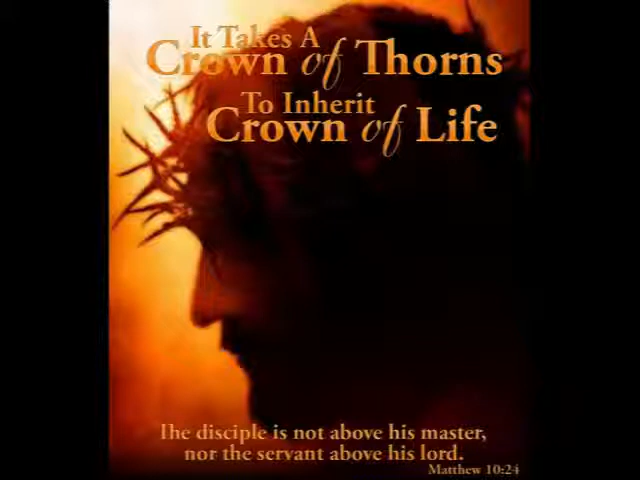 It Takes A
Crown of Thorns
To Inherit
Crown of Life
The disciple is not above his master,
nor the servant above his lord.
Matthew 10:24